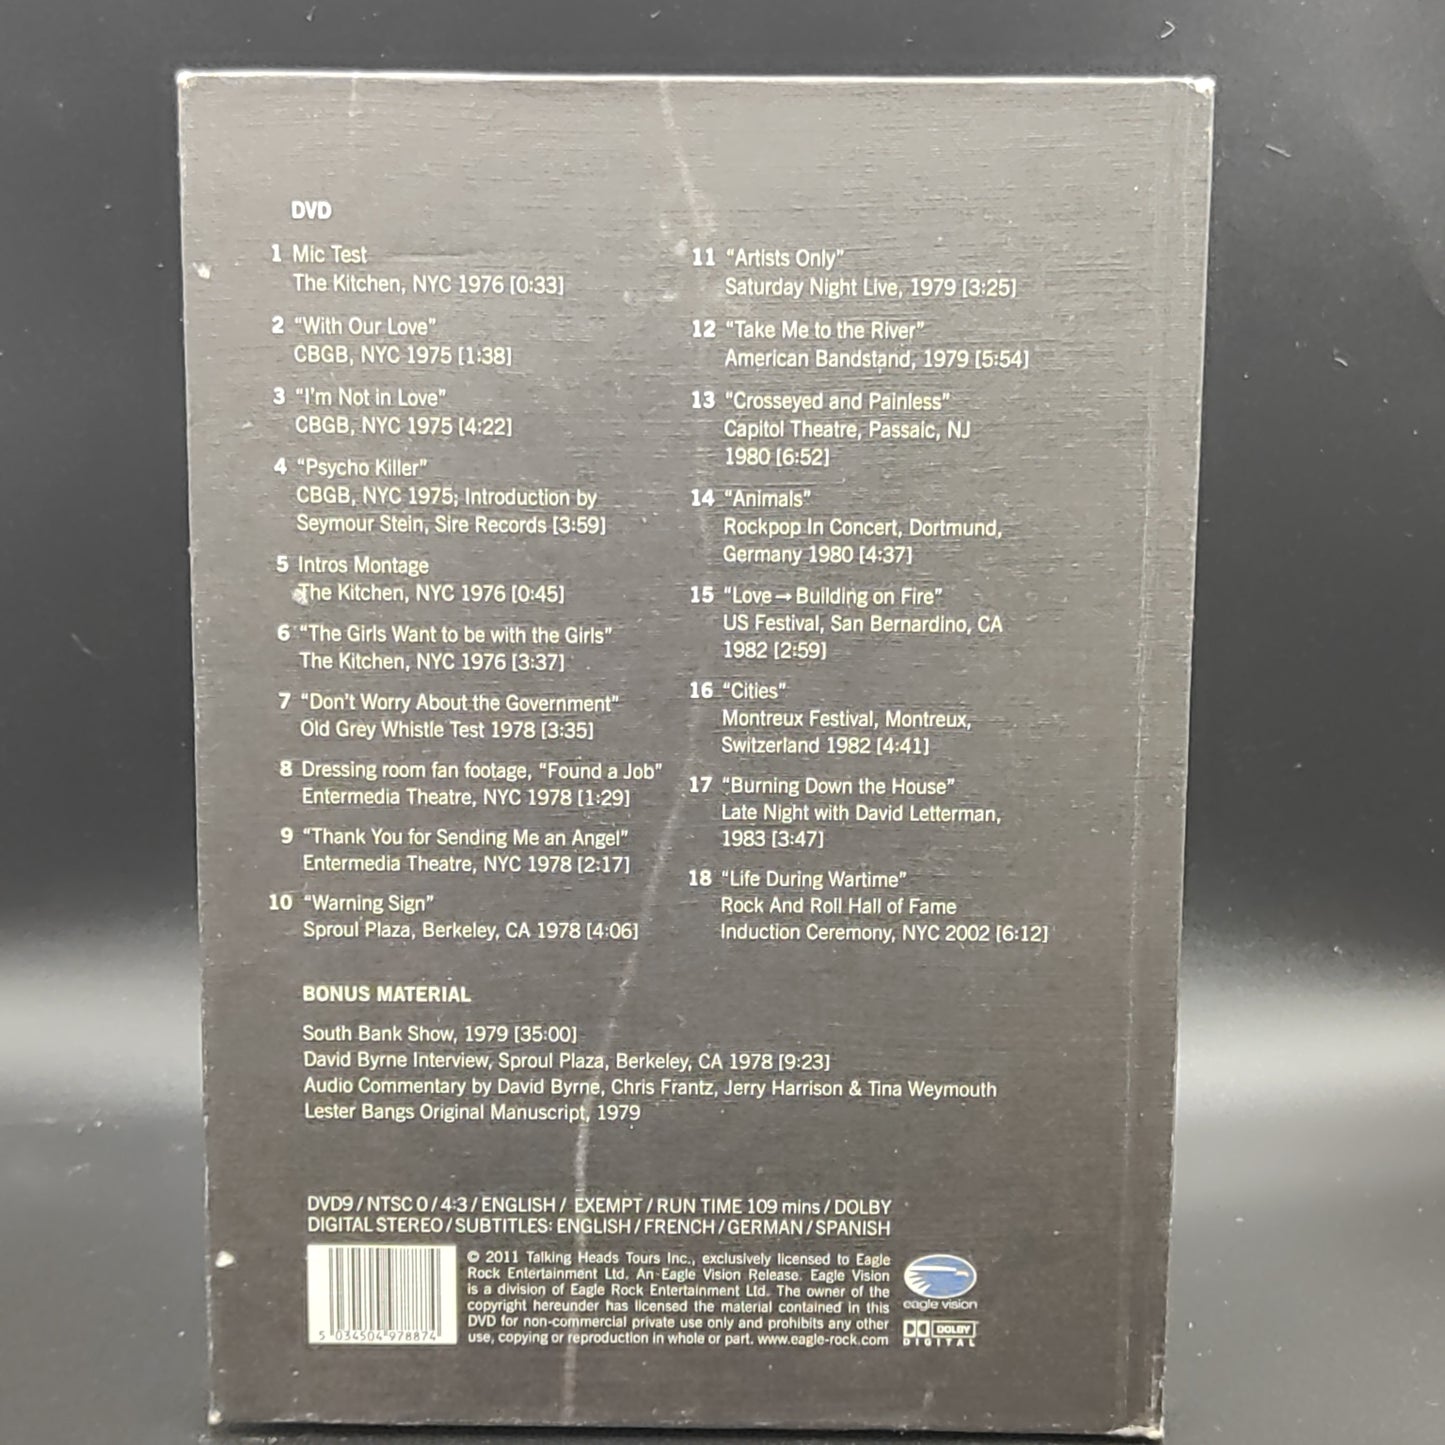 DVD
1 Mic Test
The Kitchen, NYC 1976 [0:33]
2 “With Our Love”
CBGB, NYC 1975 [1:38]
3 “I’m Not in Love”
CBGB, NYC 1975 [4:22]
4 “Psycho Killer”
CBGB, NYC 1975; Introduction by
Seymour Stein, Sire Records [3:59]
5 Intros Montage
The Kitchen, NYC 1976 [0:45]
6 “The Girls Want to be with the Girls”
The Kitchen, NYC 1976 [3:37]
7 “Don’t Worry About the Government”
Old Grey Whistle Test 1978 [3:35]
8 Dressing room fan footage, “Found a Job”
Entermedia Theatre, NYC 1978 [1:29]
9 “Thank You for Sending Me an Angel”
Entermedia Theatre, NYC 1978 [2:17]
10 “Warning Sign”
Sproul Plaza, Berkeley, CA 1978 [4:06]
11 “Artists Only”
Saturday Night Live, 1979 [3:25]
12 “Take Me to the River”
American Bandstand, 1979 [5:54]
13 “Crosseyed and Painless”
Capitol Theatre, Passaic, NJ
1980 [6:52]
14 “Animals”
Rockpop In Concert, Dortmund,
Germany 1980 [4:37]
15 “Love→Building on Fire”
US Festival, San Bernardino, CA
1982 [2:59]
16 “Cities”
Montreux Festival, Montreux,
Switzerland 1982 [4:41]
17 “Burning Down the House”
Late Night with David Letterman,
1983 [3:47]
18 “Life During Wartime”
Rock And Roll Hall of Fame
Induction Ceremony, NYC 2002 [6:12]
BONUS MATERIAL
South Bank Show, 1979 [35:00]
David Byrne Interview, Sproul Plaza, Berkeley, CA 1978 [9:23]
Audio Commentary by David Byrne, Chris Frantz, Jerry Harrison & Tina Weymouth
Lester Bangs Original Manuscript, 1979
DVD9 / NTSC 0 / 4:3 / ENGLISH / EXEMPT / RUN TIME 109 mins / DOLBY
DIGITAL STEREO / SUBTITLES: ENGLISH / FRENCH / GERMAN / SPANISH
© 2011 Talking Heads Tours Inc., exclusively licensed to Eagle
Rock Entertainment Ltd. An Eagle Vision Release. Eagle Vision
is a division of Eagle Rock Entertainment Ltd. The owner of the
copyright hereunder has licensed the material contained in this
DVD for non-commercial private use only and prohibits any other
use, copying or reproduction in whole or part. www.eagle-rock.com
5 034504 978874
eagle vision
DOLBY
DIGITAL